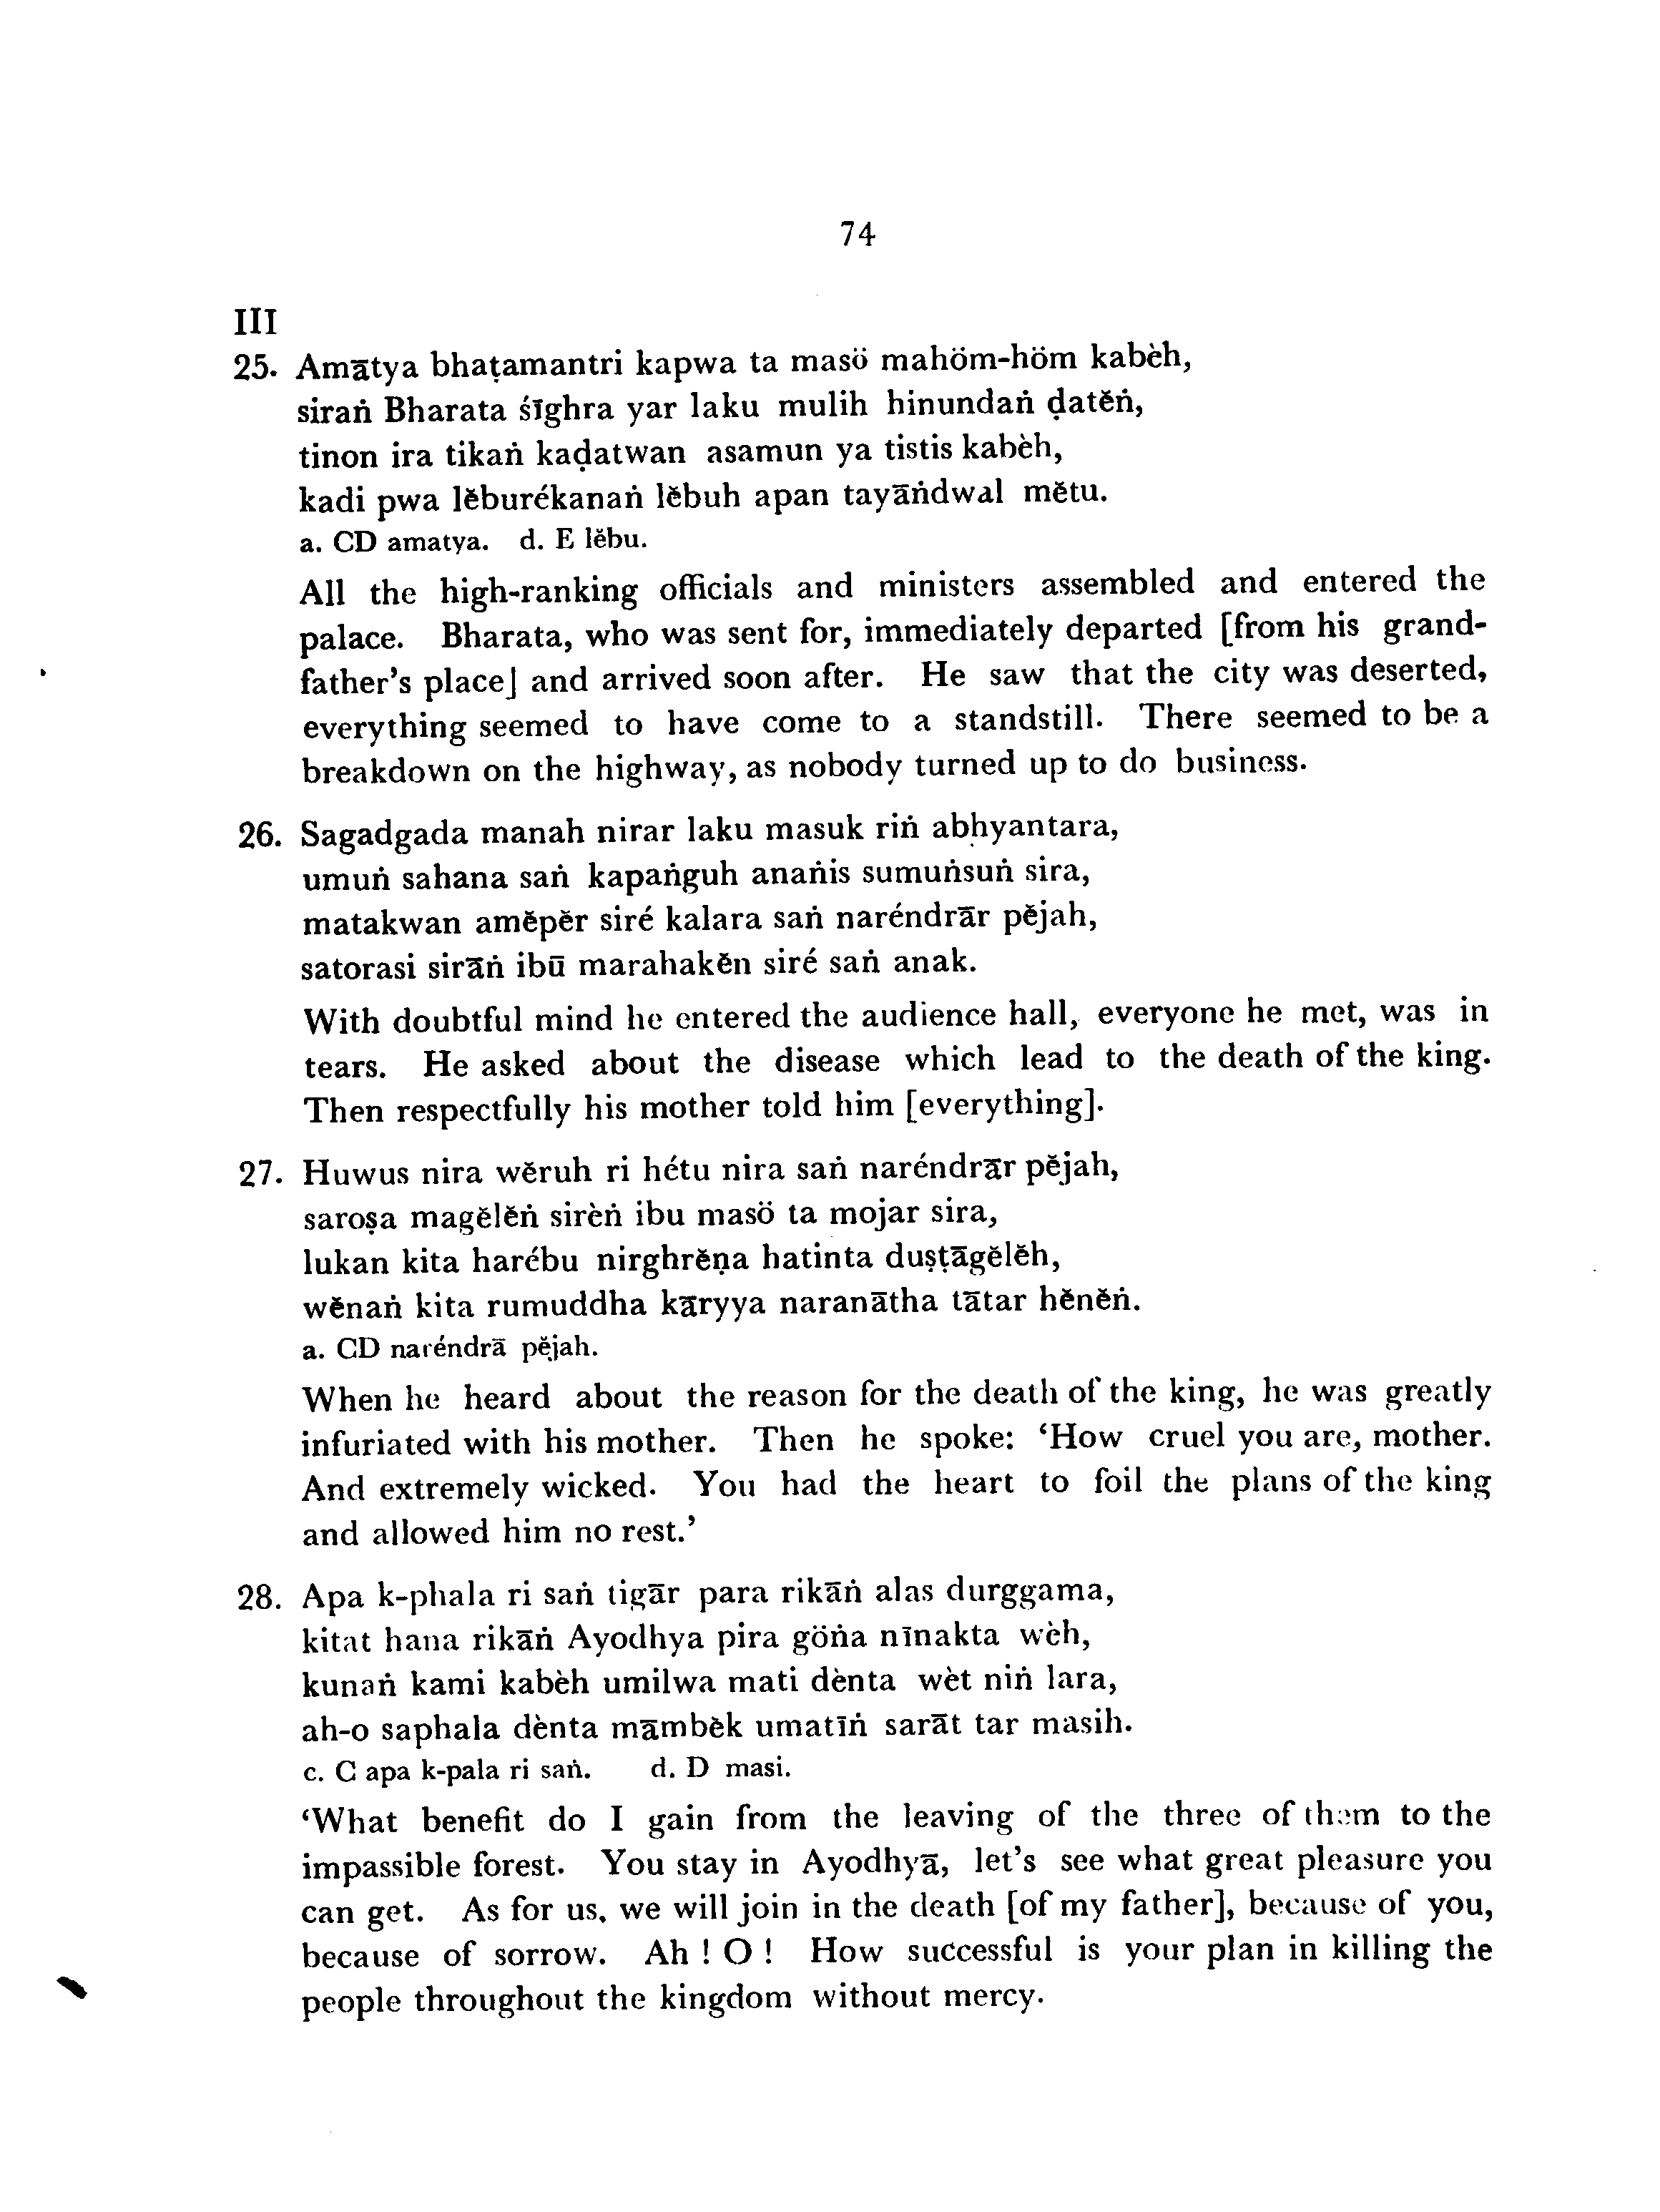 74
III
25. Amātya bhaṭamantri kapwa ta masö mahöm-höm kabèh,
siraṅ Bharata śīghra yar laku mulih hinundaṅ ḍatĕṅ,
tinon ira tikaṅ kaḍatwan asamun ya tistis kabèh,
kadi pwa lĕburékanaṅ lĕbuh apan tayāṅdwal mĕtu.
a. CD amatya. d. E lĕbu.
All the high-ranking officials and ministers assembled and entered the
palace. Bharata, who was sent for, immediately departed [from his grand-
father's place] and arrived soon after. He saw that the city was deserted,
everything seemed to have come to a standstill. There seemed to be a
breakdown on the highway, as nobody turned up to do business.
26. Sagadgada manah nirar laku masuk riṅ abhyantara,
umuṅ sahana saṅ kapaṅguh anaṅis sumuṅsuṅ sira,
matakwan amĕpĕr siré kalara saṅ naréndrār pĕjah,
satorasi sirāṅ ibū marahakĕn siré saṅ anak.
With doubtful mind he entered the audience hall, everyone he met, was in
tears. He asked about the disease which lead to the death of the king.
Then respectfully his mother told him [everything].
27. Huwus nira wĕruh ri hétu nira saṅ naréndrār pĕjah,
saroṣa magĕlĕṅ sirèṅ ibu masö ta mojar sira,
lukan kita harébu nirghrĕṇa hatinta duṣṭāgĕlĕh,
wĕnaṅ kita rumuddha kāryya naranātha tātar hĕnĕṅ.
a. CD naréndrā pĕjah.
When he heard about the reason for the death of the king, he was greatly
infuriated with his mother. Then he spoke: ‘How cruel you are, mother.
And extremely wicked. You had the heart to foil the plans of the king
and allowed him no rest.’
28. Apa k-phala ri saṅ tigār para rikāṅ alas durggama,
kitat hana rikāṅ Ayodhya pira göṅa nīnakta wèh,
kunaṅ kami kabèh umilwa mati dènta wèt niṅ lara,
ah-o saphala dènta māmbĕk umatīṅ sarāt tar masih.
c. C apa k-pala ri saṅ. d. D masi.
‘What benefit do I gain from the leaving of the three of them to the
impassible forest. You stay in Ayodhyā, let's see what great pleasure you
can get. As for us, we will join in the death [of my father], because of you,
because of sorrow. Ah ! O ! How successful is your plan in killing the
people throughout the kingdom without mercy.